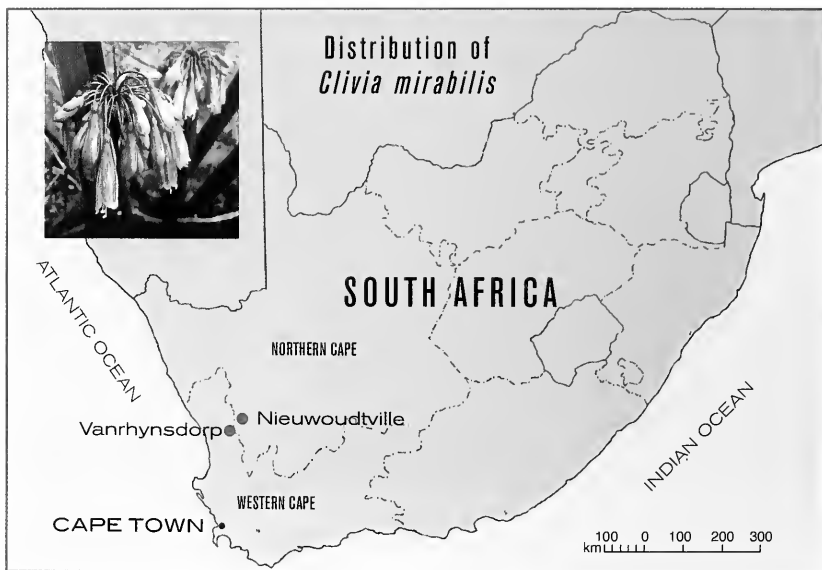 Distribution of
Clivia mirabilis
ATLANTIC OCEAN
SOUTH AFRICA
NORTHERN CAPE
Nieuwoudtville
Vanrhynsdorp
INDIAN OCEAN
WESTERN CAPE
CAPE TOWN
100 0 100 200 300
km